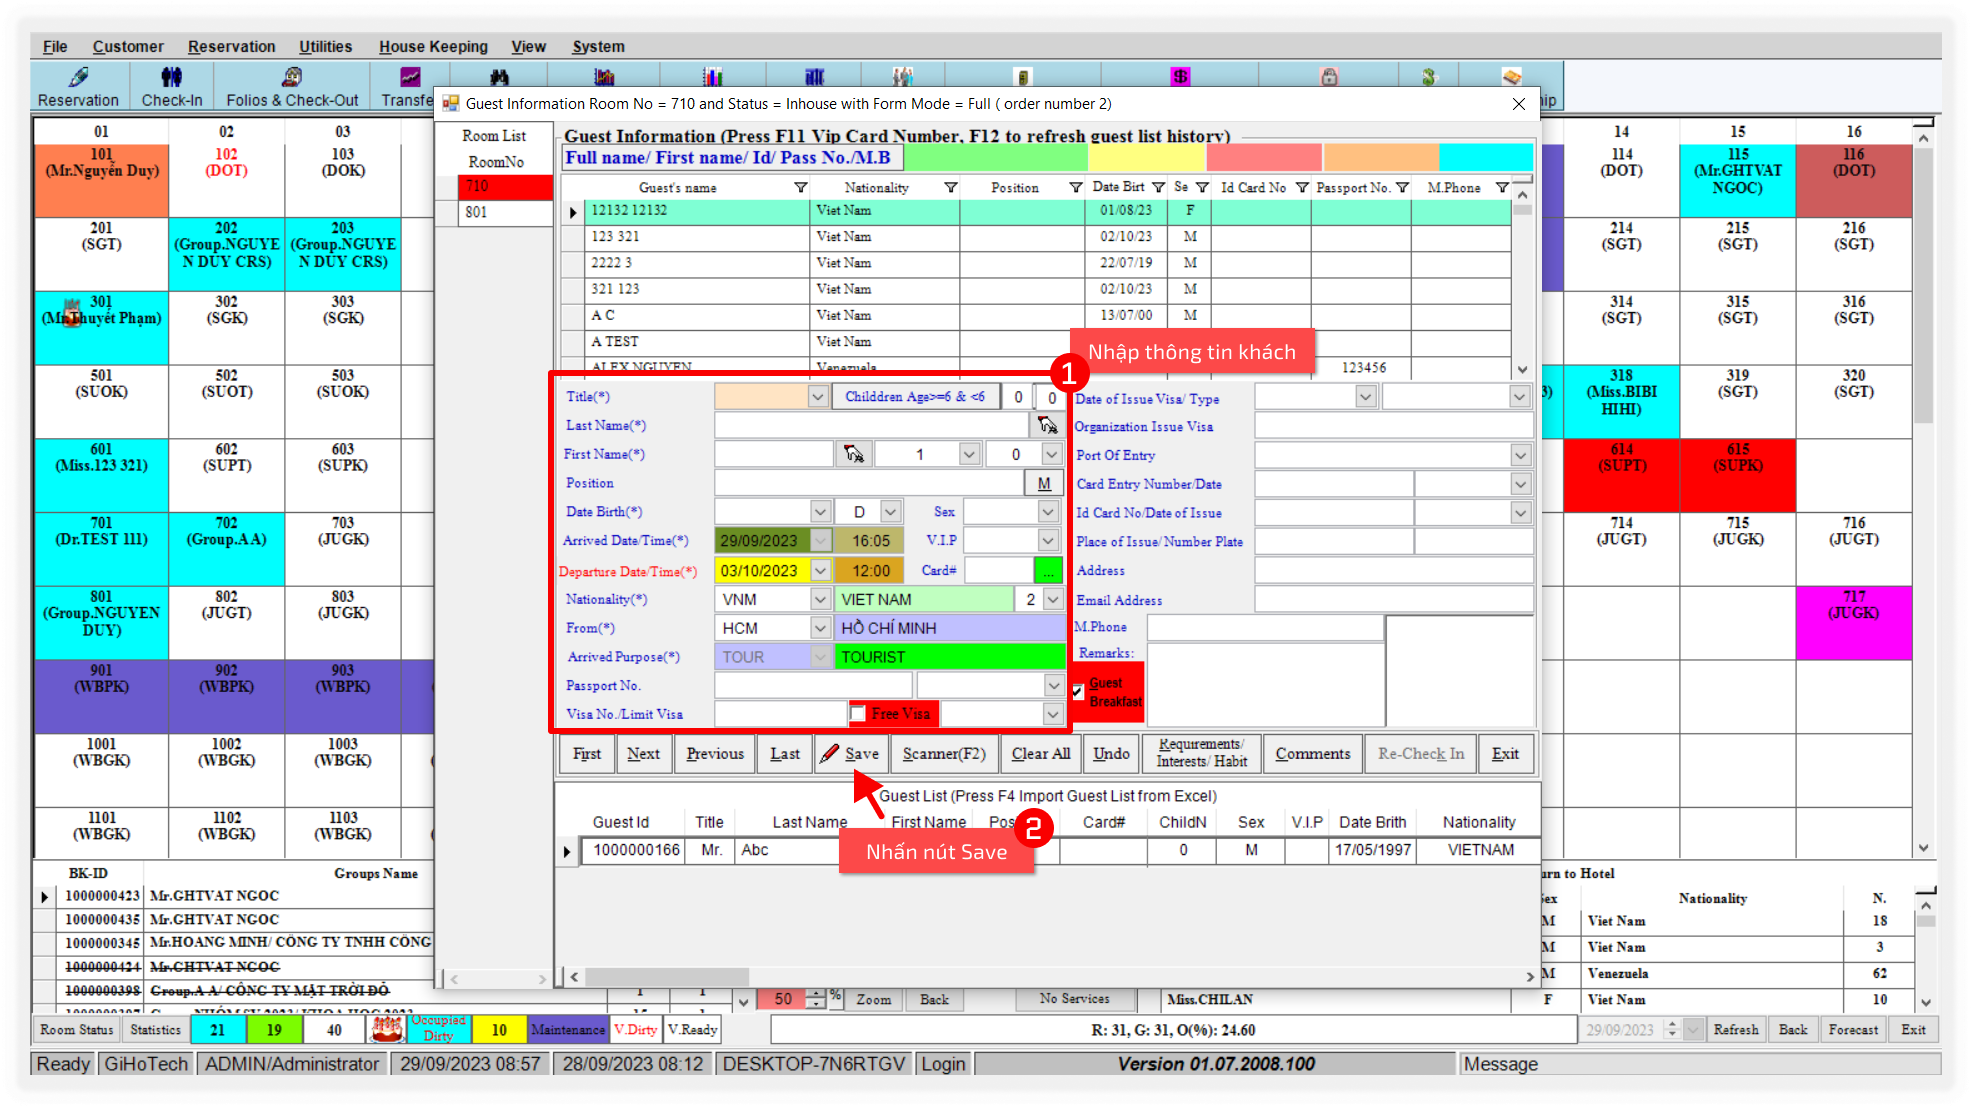 File Customer Reservation Utilities House Keeping View System
Reservation Check-In Folios & Check-Out Transfe
Guest Information Room No = 710 and Status = Inhouse with Form Mode = Full ( order number 2)
01 02 03 14 15 16
101 (Mr.Nguyễn Duy) 102 (DOT) 103 (DOK) 114 (DOT) 115 (Mr.GHTVAT NGOC) 116 (DOT)
201 (SGT) 202 (Group.NGUYEN DUY CRS) 203 (Group.NGUYEN DUY CRS) 214 (SGT) 215 (SGT) 216 (SGT)
301 (Mr.Thuyết Phạm) 302 (SGK) 303 (SGK) 314 (SGT) 315 (SGT) 316 (SGT)
501 (SUOK) 502 (SUOT) 503 (SUOK) 318 (Miss.BIBI HIHI) 319 (SGT) 320 (SGT)
601 (Miss.123 321) 602 (SUPT) 603 (SUPK) 614 (SUPT) 615 (SUPK)
701 (Dr.TEST 111) 702 (Group.A A) 703 (JUGK) 714 (JUGT) 715 (JUGK) 716 (JUGT)
801 (Group.NGUYEN DUY) 802 (JUGT) 803 (JUGK) 717 (JUGK)
901 (WBPK) 902 (WBPK) 903 (WBPK)
1001 (WBGK) 1002 (WBGK) 1003 (WBGK)
1101 (WBGK) 1102 (WBGK) 1103 (WBGK)
Room List
RoomNo
710
801
Guest Information (Press F11 Vip Card Number, F12 to refresh guest list history)
Full name/ First name/ Id/ Pass No./M.B
Guest's name Nationality Position Date Birt Se Id Card No Passport No. M.Phone
12132 12132 Viet Nam 01/08/23 F
123 321 Viet Nam 02/10/23 M
2222 3 Viet Nam 22/07/19 M
321 123 Viet Nam 02/10/23 M
A C Viet Nam 13/07/00 M
A TEST Viet Nam
ALEX NGUYEN Venezuela 123456
1 Nhập thông tin khách
Title(*) Childdren Age>=6 & <6 0 0 Date of Issue Visa/ Type
Last Name(*) Organization Issue Visa
First Name(*) 1 0 Port Of Entry
Position M Card Entry Number/Date
Date Birth(*) D Sex Id Card No/Date of Issue
Arrived Date/Time(*) 29/09/2023 16:05 V.I.P Place of Issue/ Number Plate
Departure Date/Time(*) 03/10/2023 12:00 Card# ... Address
Nationality(*) VNM VIET NAM 2 Email Address
From(*) HCM HỒ CHÍ MINH M.Phone
Arrived Purpose(*) TOUR TOURIST Remarks:
Passport No. Guest Breakfast
Visa No./Limit Visa Free Visa
First Next Previous Last Save Scanner(F2) Clear All Undo Requirements/ Interests/ Habit Comments Re-Check In Exit
Guest List (Press F4 Import Guest List from Excel)
Guest Id Title Last Name First Name Pos Card# ChildN Sex V.I.P Date Brith Nationality
1000000166 Mr. Abc 0 M 17/05/1997 VIETNAM
2 Nhấn nút Save
BK-ID Groups Name
1000000423 Mr.GHTVAT NGOC
1000000435 Mr.GHTVAT NGOC
1000000345 Mr.HOANG MINH/ CÔNG TY TNHH CÔNG
1000000424 Mr.GHTVAT NGOC
1000000398 Group.A A/ CÔNG TY MẶT TRỜI ĐỎ
urn to Hotel
Sex Nationality N.
M Viet Nam 18
M Viet Nam 3
M Venezuela 62
F Viet Nam 10
50 % Zoom Back No Services Miss.CHILAN
Room Status Statistics 21 19 40 Occupied Dirty 10 Maintenance V.Dirty V.Ready
R: 31, G: 31, O(%): 24.60
29/09/2023 Refresh Back Forecast Exit
Ready GiHoTech ADMIN/Administrator 29/09/2023 08:57 28/09/2023 08:12 DESKTOP-7N6RTGV Login Version 01.07.2008.100 Message